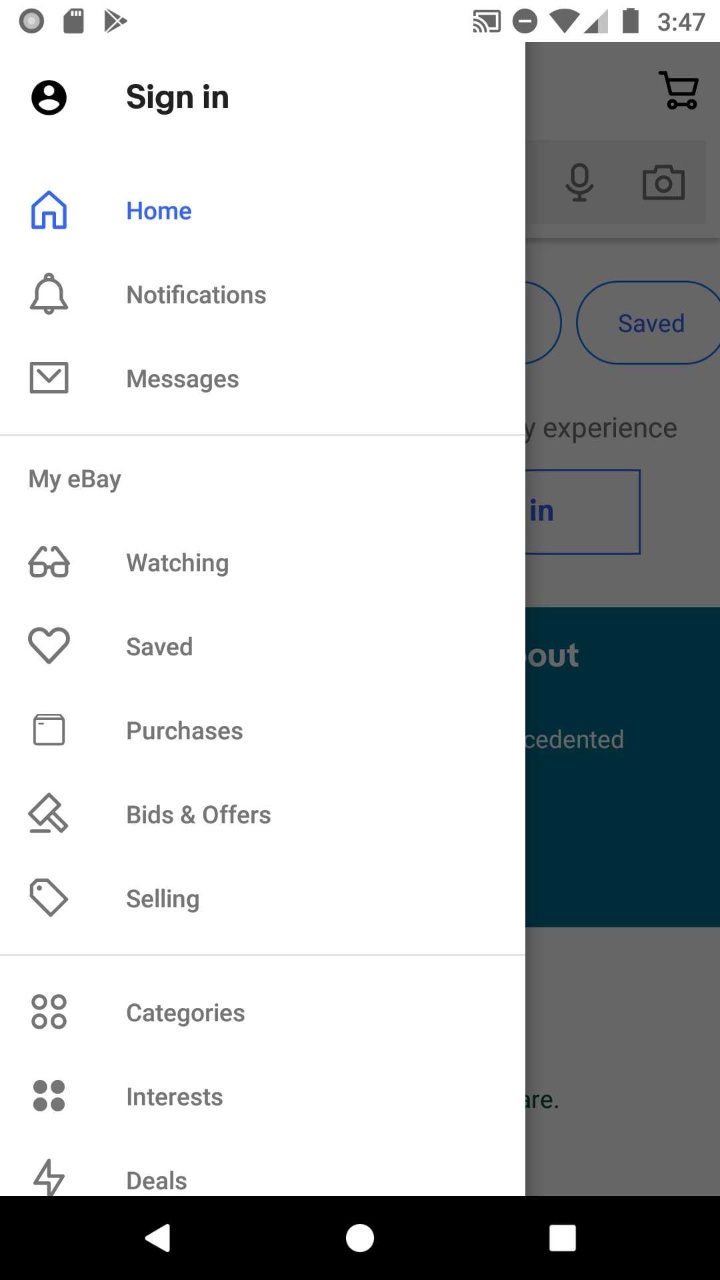 3:47
Sign in
Home
Notifications
Messages
Saved
y experience
My eBay
in
Watching
Saved
out
Purchases
cedented
Bids & Offers
Selling
Categories
Interests
are.
Deals